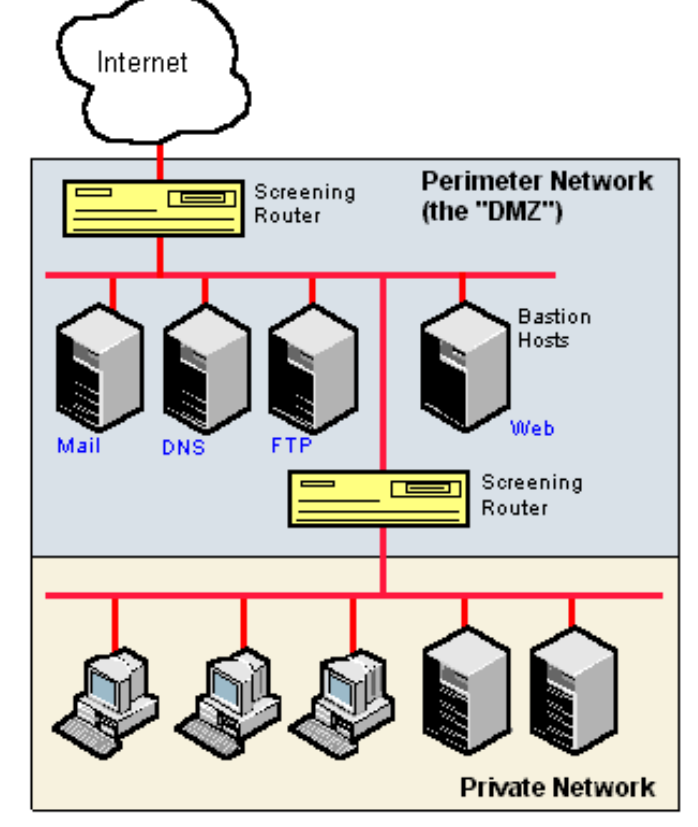 Internet
Screening
Router
Perimeter Network
(the "DMZ")
Bastion
Hosts
Mail
DNS
FTP
Web
Screening
Router
Private Network